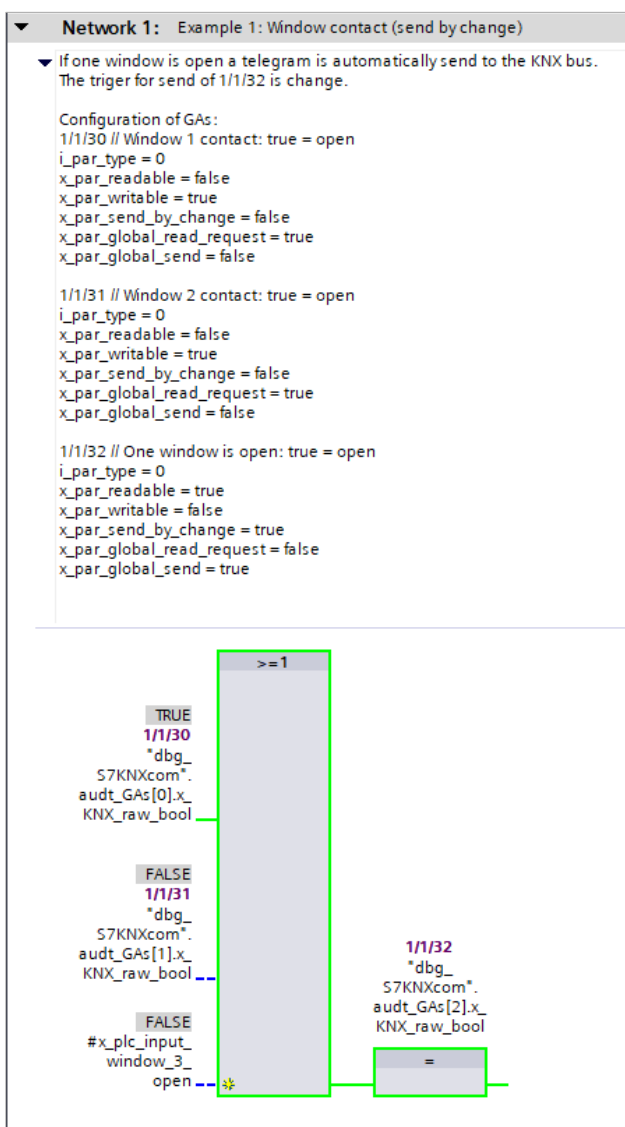 Network 1: Example 1: Window contact (send by change)
If one window is open a telegram is automatically send to the KNX bus.
The triger for send of 1/1/32 is change.
Configuration of GAs:
1/1/30 // Window 1 contact: true = open
i_par_type = 0
x_par_readable = false
x_par_writable = true
x_par_send_by_change = false
x_par_global_read_request = true
x_par_global_send = false
1/1/31 // Window 2 contact: true = open
i_par_type = 0
x_par_readable = false
x_par_writable = true
x_par_send_by_change = false
x_par_global_read_request = true
x_par_global_send = false
1/1/32 // One window is open: true = open
i_par_type = 0
x_par_readable = true
x_par_writable = false
x_par_send_by_change = true
x_par_global_read_request = false
x_par_global_send = true
>=1
TRUE
1/1/30
"dbg_
S7KNXcom".
audt_GAs[0].x_
KNX_raw_bool
FALSE
1/1/31
"dbg_
S7KNXcom".
audt_GAs[1].x_
KNX_raw_bool
FALSE
#x_plc_input_
window_3_
open
1/1/32
"dbg_
S7KNXcom".
audt_GAs[2].x_
KNX_raw_bool
=